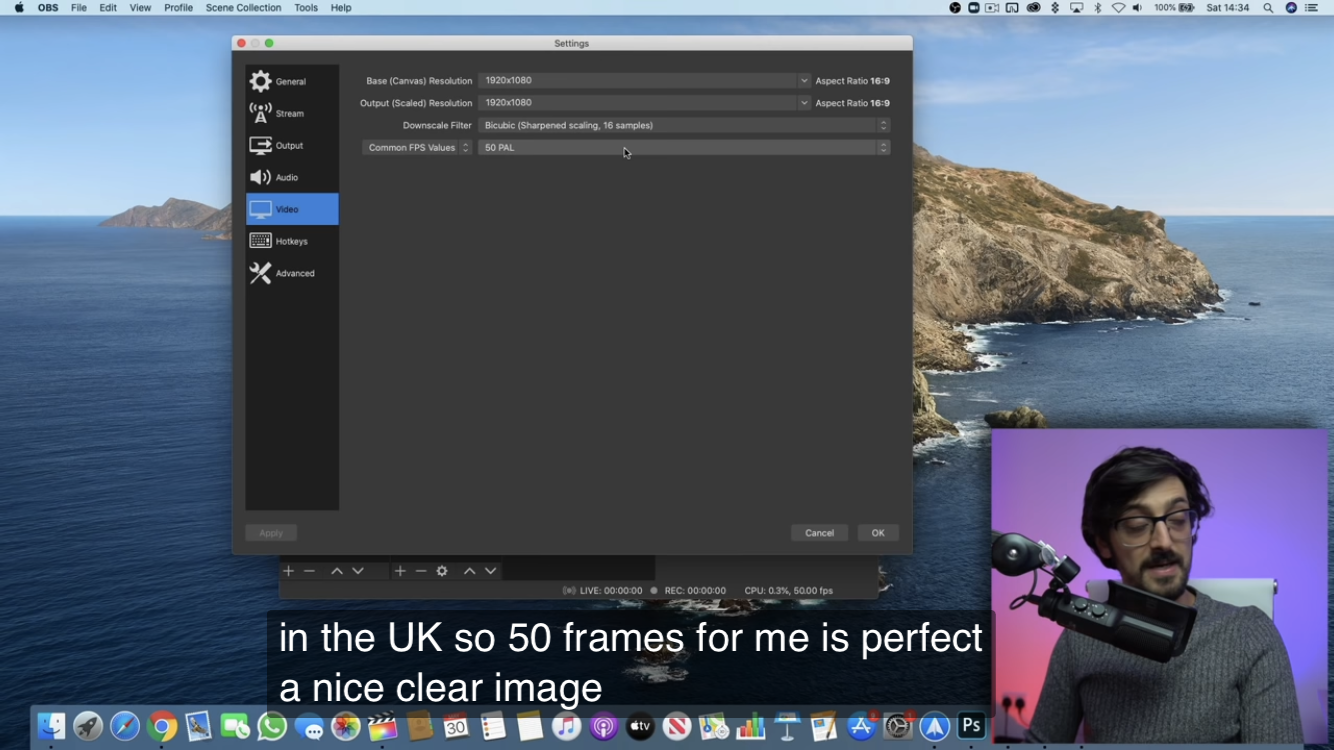 OBS File Edit View Profile Scene Collection Tools Help 100% Sat 14:34
Settings
General
Stream
Output
Audio
Video
Hotkeys
Advanced
Base (Canvas) Resolution 1920x1080 Aspect Ratio 16:9
Output (Scaled) Resolution 1920x1080 Aspect Ratio 16:9
Downscale Filter Bicubic (Sharpened scaling, 16 samples)
Common FPS Values 50 PAL
Apply Cancel OK
LIVE: 00:00:00 REC: 00:00:00 CPU: 0.3%, 50.00 fps
in the UK so 50 frames for me is perfect
a nice clear image
30 tv Ps